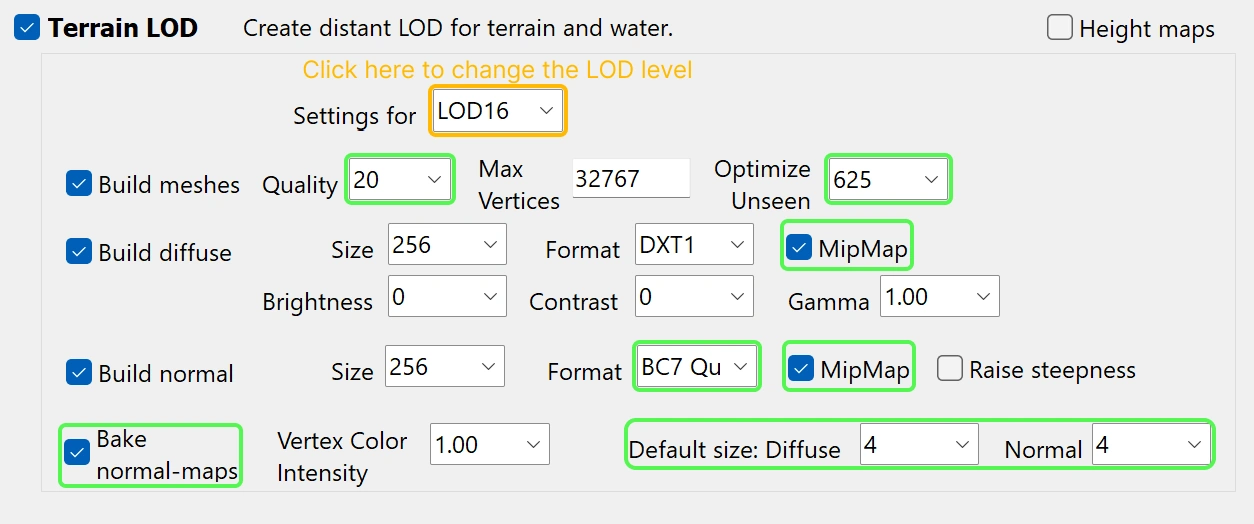 Terrain LOD Create distant LOD for terrain and water. Height maps
Click here to change the LOD level
Settings for LOD16
Build meshes Quality 20 Max Vertices 32767 Optimize Unseen 625
Build diffuse Size 256 Format DXT1 MipMap
Brightness 0 Contrast 0 Gamma 1.00
Build normal Size 256 Format BC7 Qu MipMap Raise steepness
Bake normal-maps Vertex Color Intensity 1.00 Default size: Diffuse 4 Normal 4